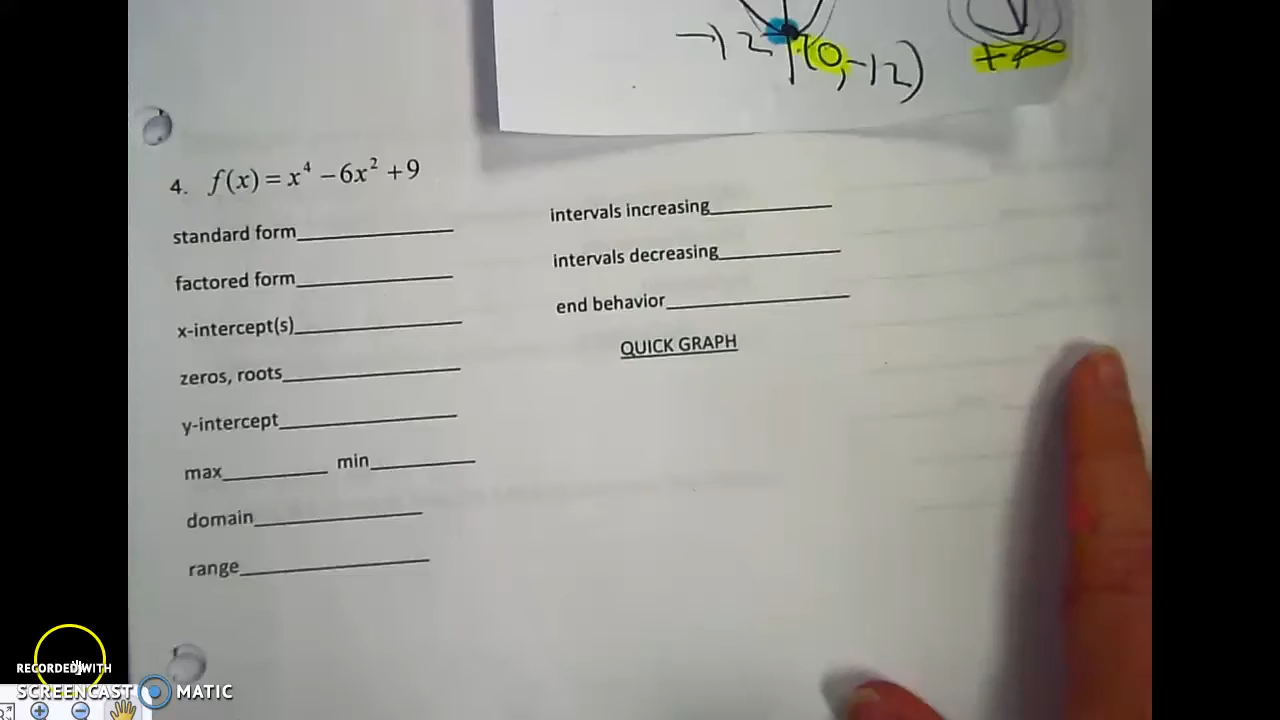 -12 (0,-12)
+∞
4. f(x) = x⁴ − 6x² + 9
standard form
factored form
x-intercept(s)
zeros, roots
y-intercept
max min
domain
range
intervals increasing
intervals decreasing
end behavior
QUICK GRAPH
RECORDED WITH
SCREENCAST MATIC